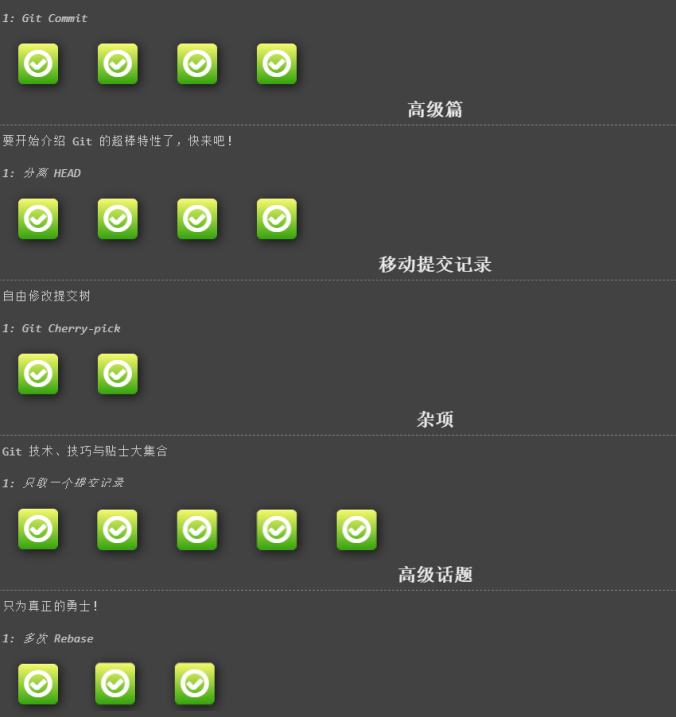 1: Git Commit
高级篇
要开始介绍 Git 的超棒特性了，快来吧！
1: 分离 HEAD
移动提交记录
自由修改提交树
1: Git Cherry-pick
杂项
Git 技术、技巧与贴士大集合
1: 只取一个提交记录
高级话题
只为真正的勇士！
1: 多次 Rebase